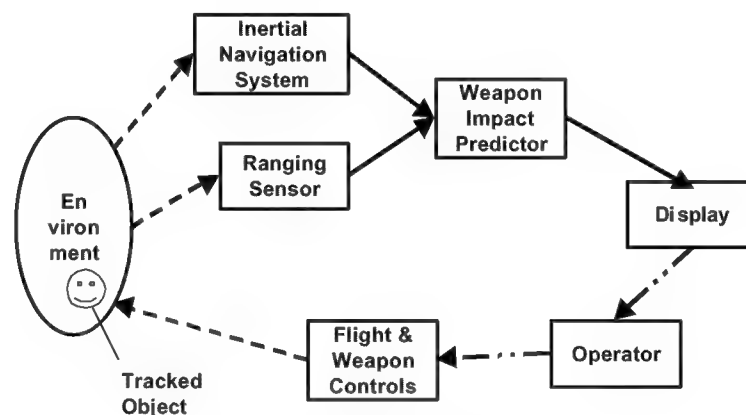 Inertial
Navigation
System
Weapon
Impact
Predictor
Ranging
Sensor
En
viron
ment
Display
Flight &
Weapon
Controls
Operator
Tracked
Object